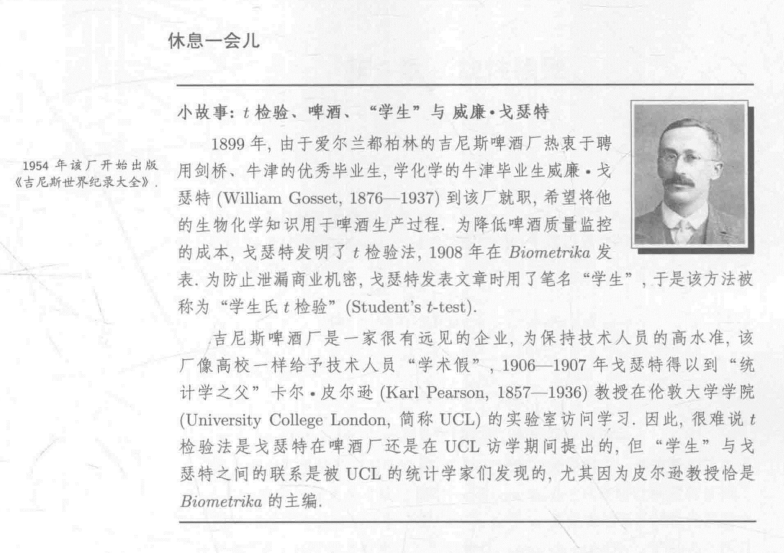 休息一会儿
小故事: t 检验、啤酒、“学生”与 威廉·戈瑟特
1899 年, 由于爱尔兰都柏林的吉尼斯啤酒厂热衷于聘
用剑桥、牛津的优秀毕业生, 学化学的牛津毕业生威廉·戈
瑟特 (William Gosset, 1876—1937) 到该厂就职, 希望将他
的生物化学知识用于啤酒生产过程. 为降低啤酒质量监控
的成本, 戈瑟特发明了 t 检验法, 1908 年在 Biometrika 发
表. 为防止泄漏商业机密, 戈瑟特发表文章时用了笔名“学生”, 于是该方法被
称为“学生氏 t 检验”(Student's t-test).
1954 年该厂开始出版
《吉尼斯世界纪录大全》.
吉尼斯啤酒厂是一家很有远见的企业, 为保持技术人员的高水准, 该
厂像高校一样给予技术人员“学术假”, 1906—1907 年戈瑟特得以到“统
计学之父”卡尔·皮尔逊 (Karl Pearson, 1857—1936) 教授在伦敦大学学院
(University College London, 简称 UCL) 的实验室访问学习. 因此, 很难说 t
检验法是戈瑟特在啤酒厂还是在 UCL 访学期间提出的, 但“学生”与戈
瑟特之间的联系是被 UCL 的统计学家们发现的, 尤其因为皮尔逊教授恰是
Biometrika 的主编.